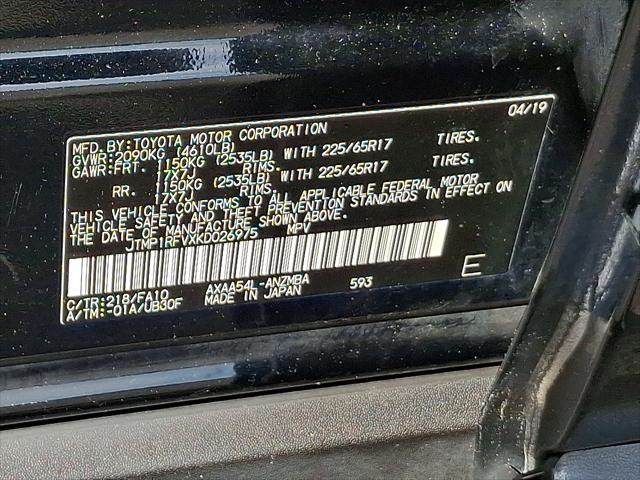 04/19
MFD. BY:TOYOTA MOTOR CORPORATION
GVWR:2090KG (4610LB)
GAWR:FRT. 1150KG (2535LB) WITH 225/65R17 TIRES.
17X7J RIMS.
RR. 1150KG (2535LB) WITH 225/65R17 TIRES.
17X7J RIMS.
THIS VEHICLE CONFORMS TO ALL APPLICABLE FEDERAL MOTOR
VEHICLE SAFETY AND THEFT PREVENTION STANDARDS IN EFFECT ON
THE DATE OF MANUFACTURE SHOWN ABOVE.
JTMP1RFVXKD026975 MPV
C/TR:218/FA10 AXAA54L-ANZMBA 593 E
A/TM:-01A/UB30F MADE IN JAPAN